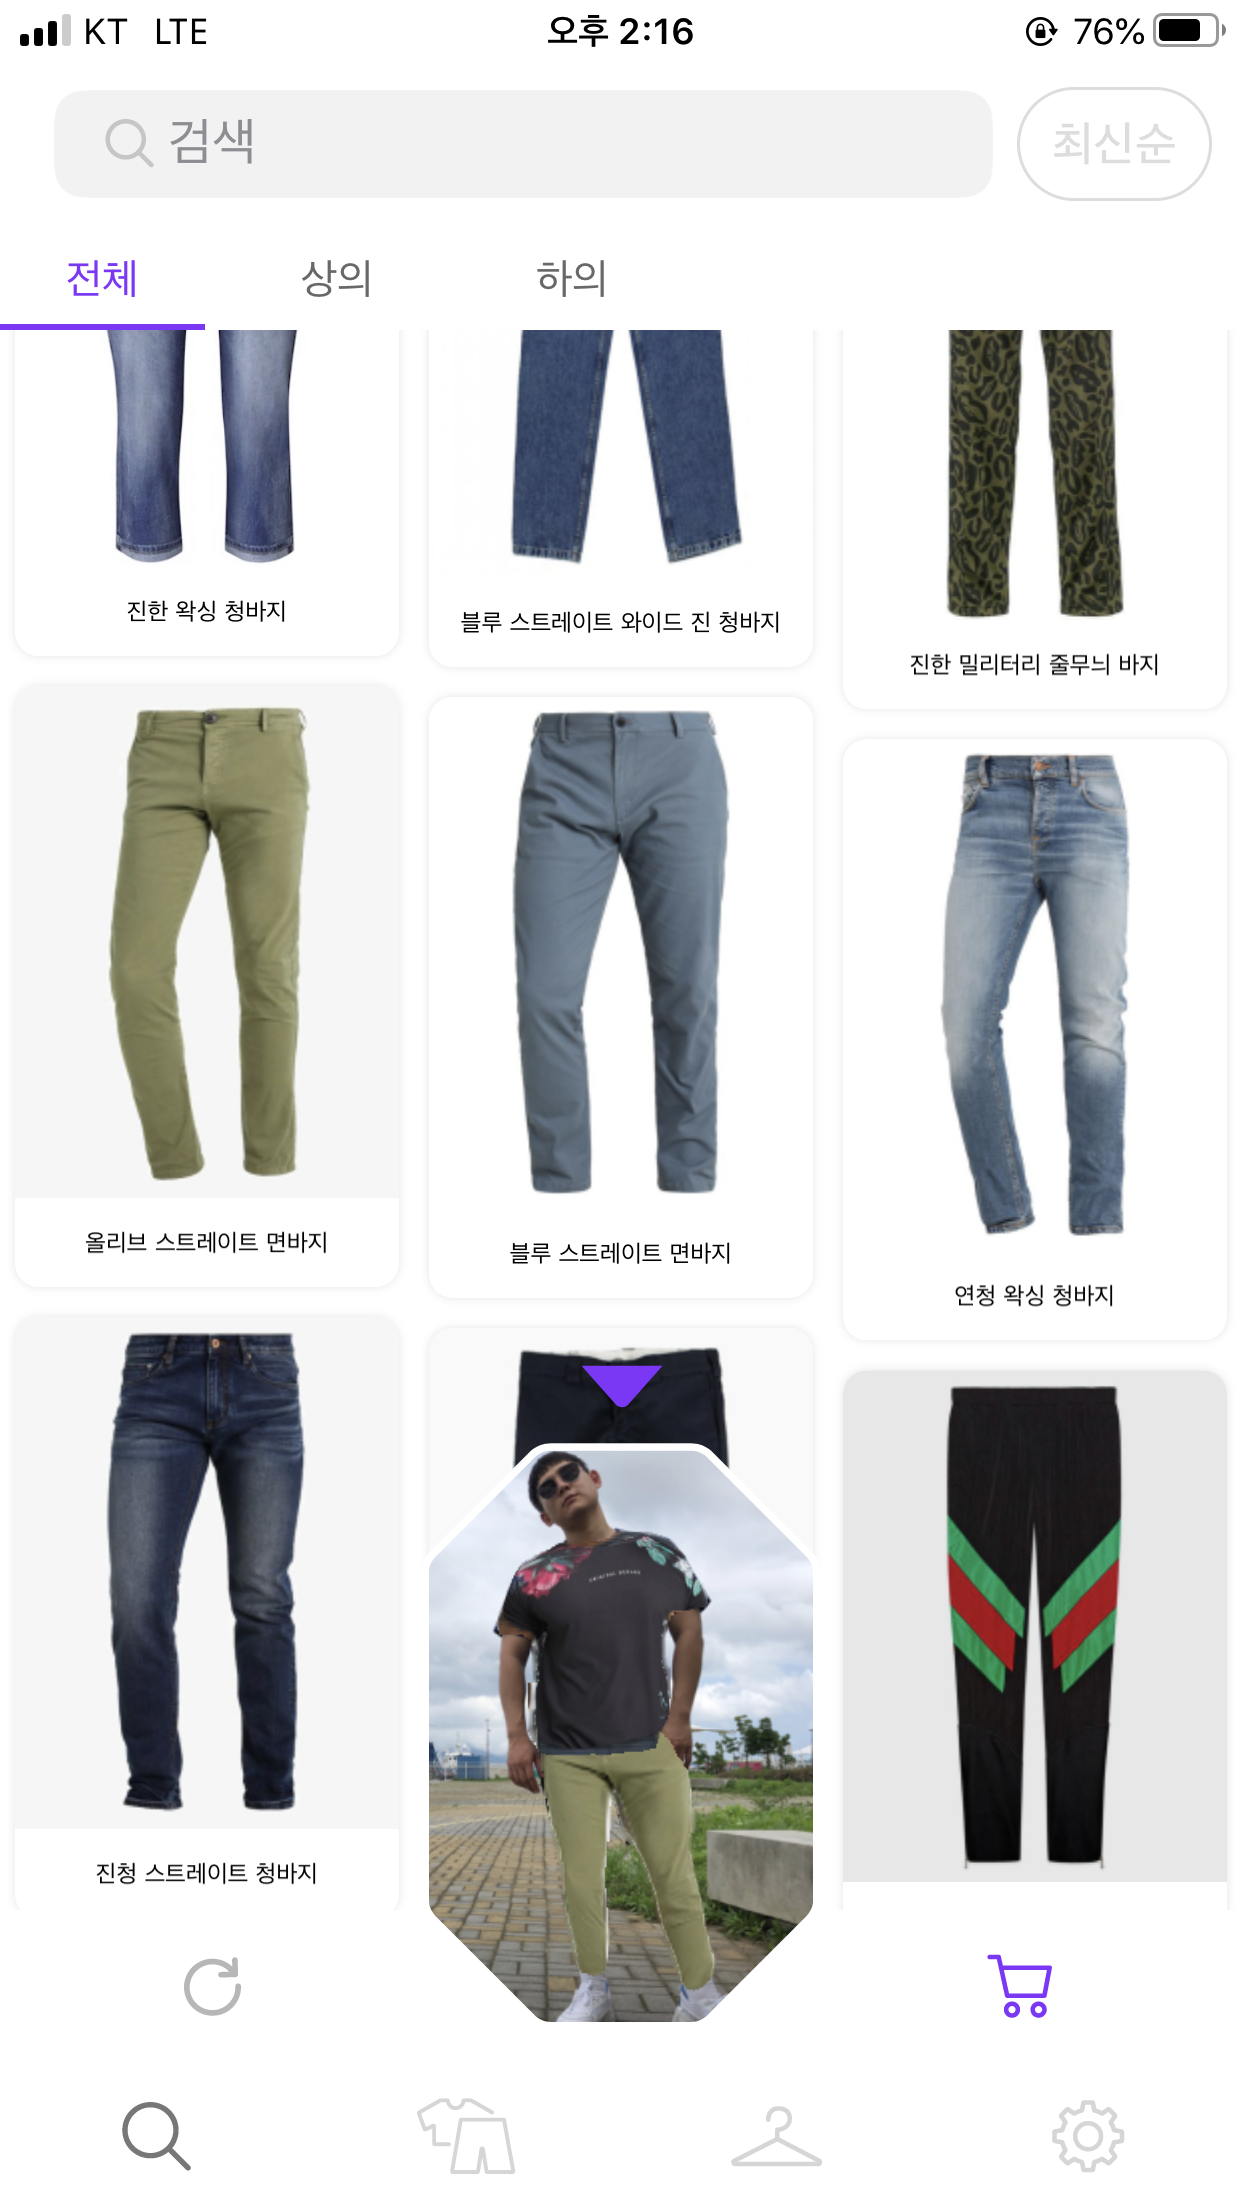 KT LTE 오후 2:16 76%
검색 최신순
전체 상의 하의
진한 왁싱 청바지
블루 스트레이트 와이드 진 청바지
진한 밀리터리 줄무늬 바지
올리브 스트레이트 면바지
블루 스트레이트 면바지
연청 왁싱 청바지
진청 스트레이트 청바지